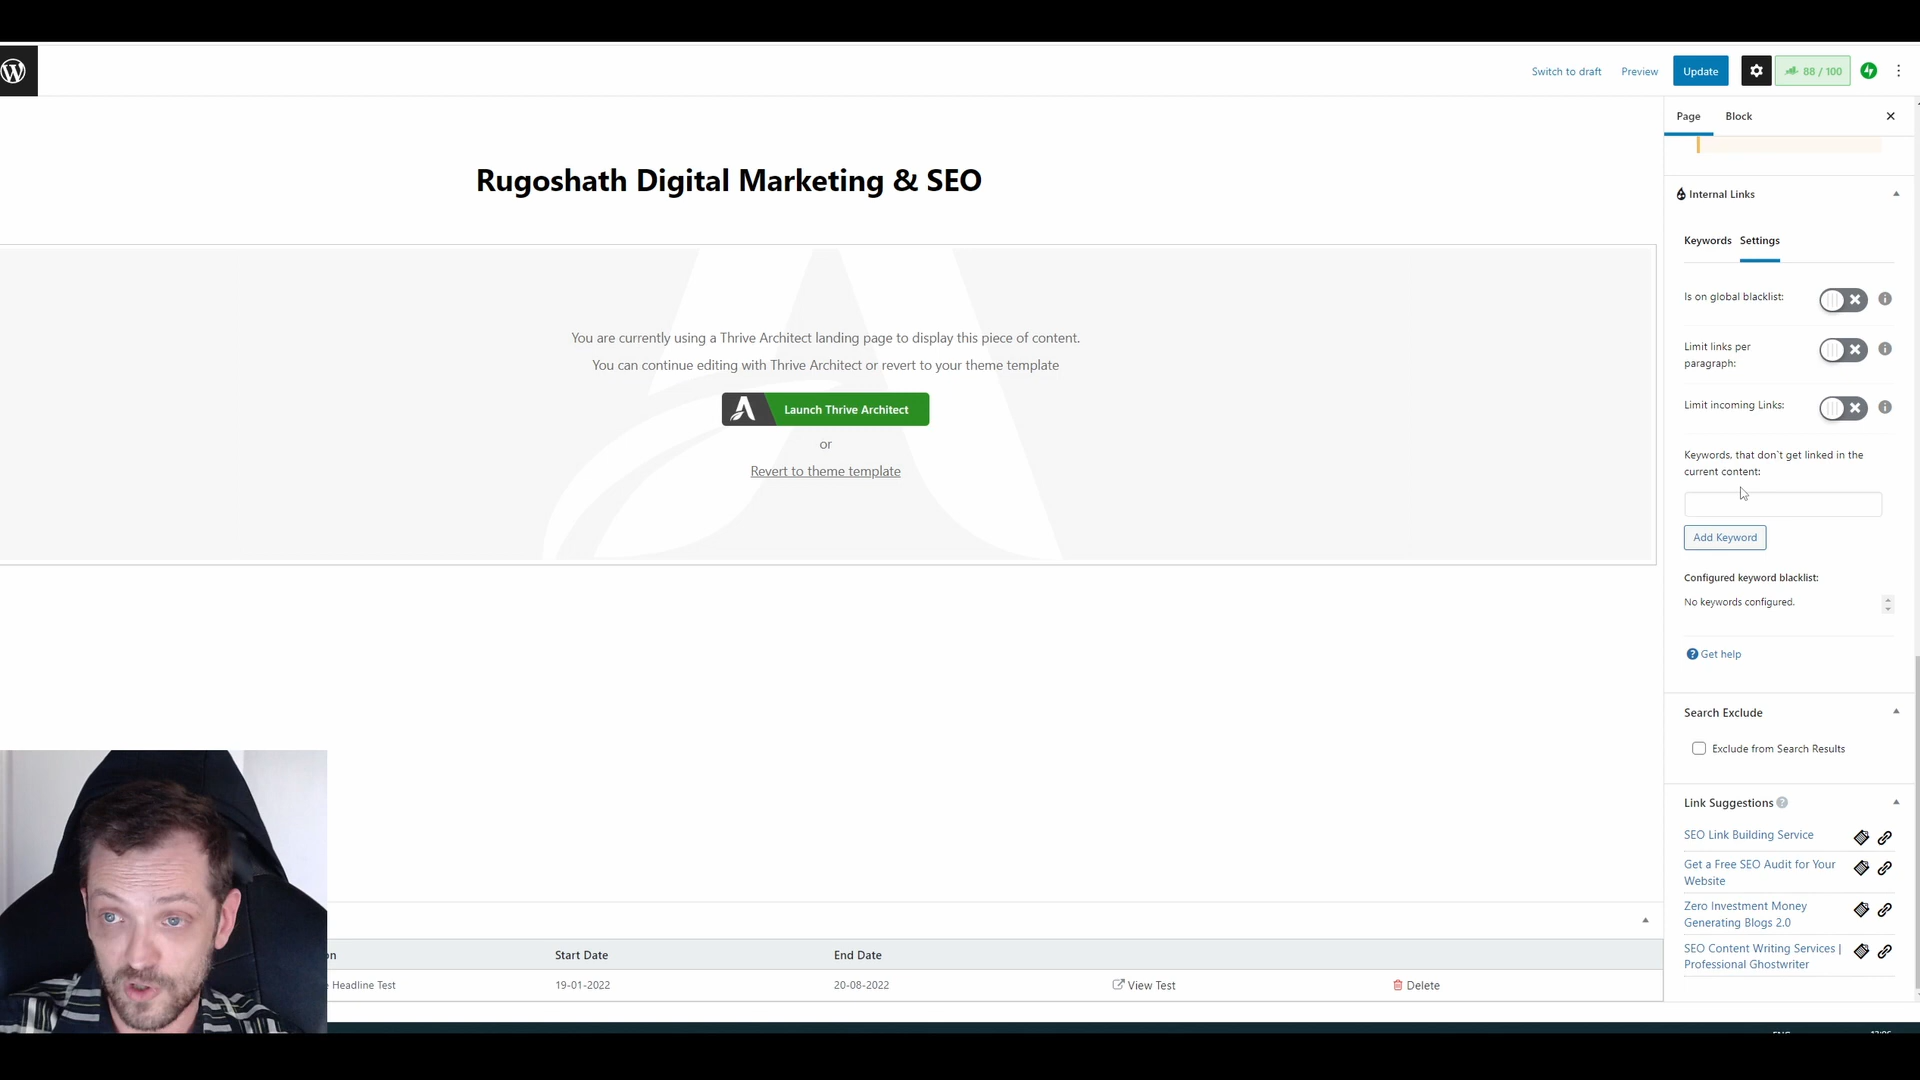 Switch to draft
Preview
Update
88 / 100
Page
Block
Rugoshath Digital Marketing & SEO
You are currently using a Thrive Architect landing page to display this piece of content.
You can continue editing with Thrive Architect or revert to your theme template
Launch Thrive Architect
or
Revert to theme template
Internal Links
Keywords
Settings
Is on global blacklist:
Limit links per
paragraph:
Limit incoming Links:
Keywords, that don`t get linked in the
current content:
Add Keyword
Configured keyword blacklist:
No keywords configured.
Get help
Search Exclude
Exclude from Search Results
Link Suggestions
SEO Link Building Service
Get a Free SEO Audit for Your
Website
Zero Investment Money
Generating Blogs 2.0
SEO Content Writing Services |
Professional Ghostwriter
Start Date
End Date
Headline Test
19-01-2022
20-08-2022
View Test
Delete